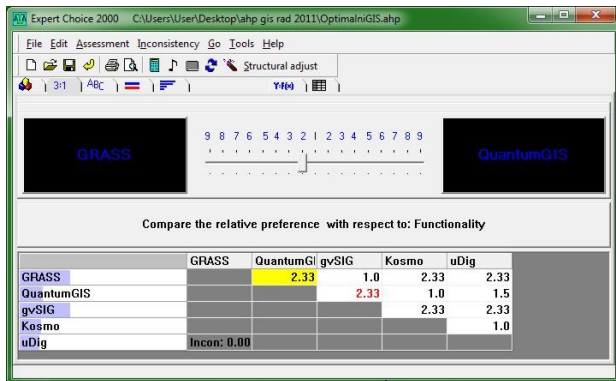 Expert Choice 2000 C:\Users\User\Desktop\ahp gis rad 2011\OptimalniGIS.ahp
File Edit Assessment Inconsistency Go Tools Help
Structural adjust
3:1 ABC Y=f(x)
9 8 7 6 5 4 3 2 1 2 3 4 5 6 7 8 9
GRASS QuantumGIS
Compare the relative preference with respect to: Functionality
GRASS QuantumGI gvSIG Kosmo uDig
GRASS 2.33 1.0 2.33 2.33
QuantumGIS 2.33 1.0 1.5
gvSIG 2.33 2.33
Kosmo 1.0
uDig Incon: 0.00